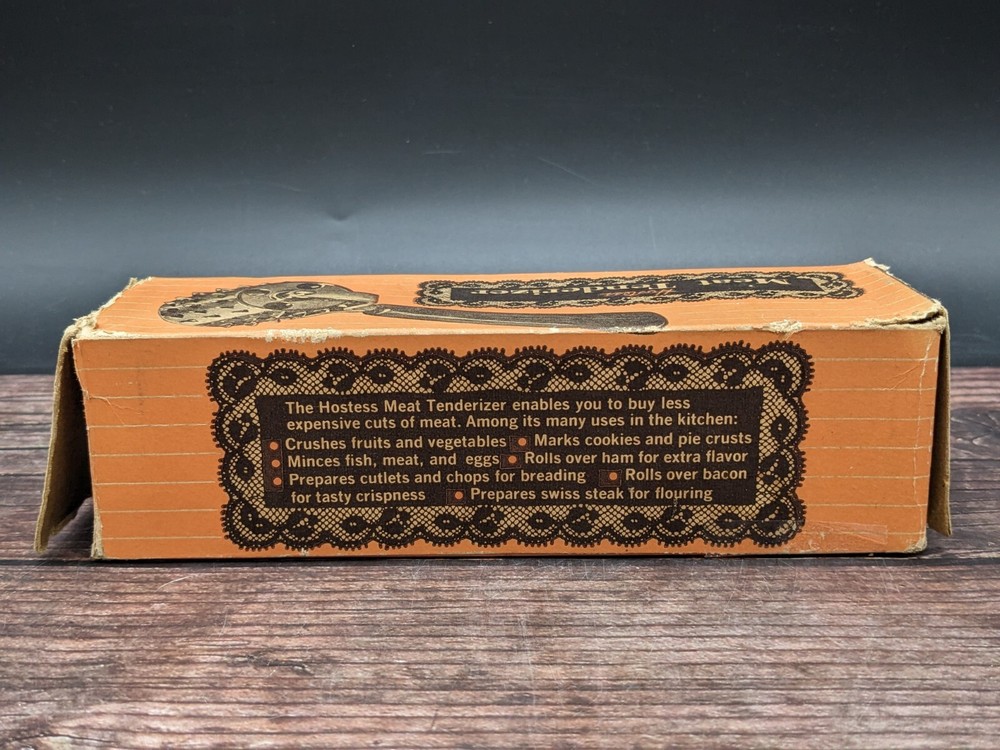 Meat Tenderizer
The Hostess Meat Tenderizer enables you to buy less
expensive cuts of meat. Among its many uses in the kitchen:
• Crushes fruits and vegetables • Marks cookies and pie crusts
• Minces fish, meat, and eggs • Rolls over ham for extra flavor
• Prepares cutlets and chops for breading • Rolls over bacon
for tasty crispness • Prepares swiss steak for flouring